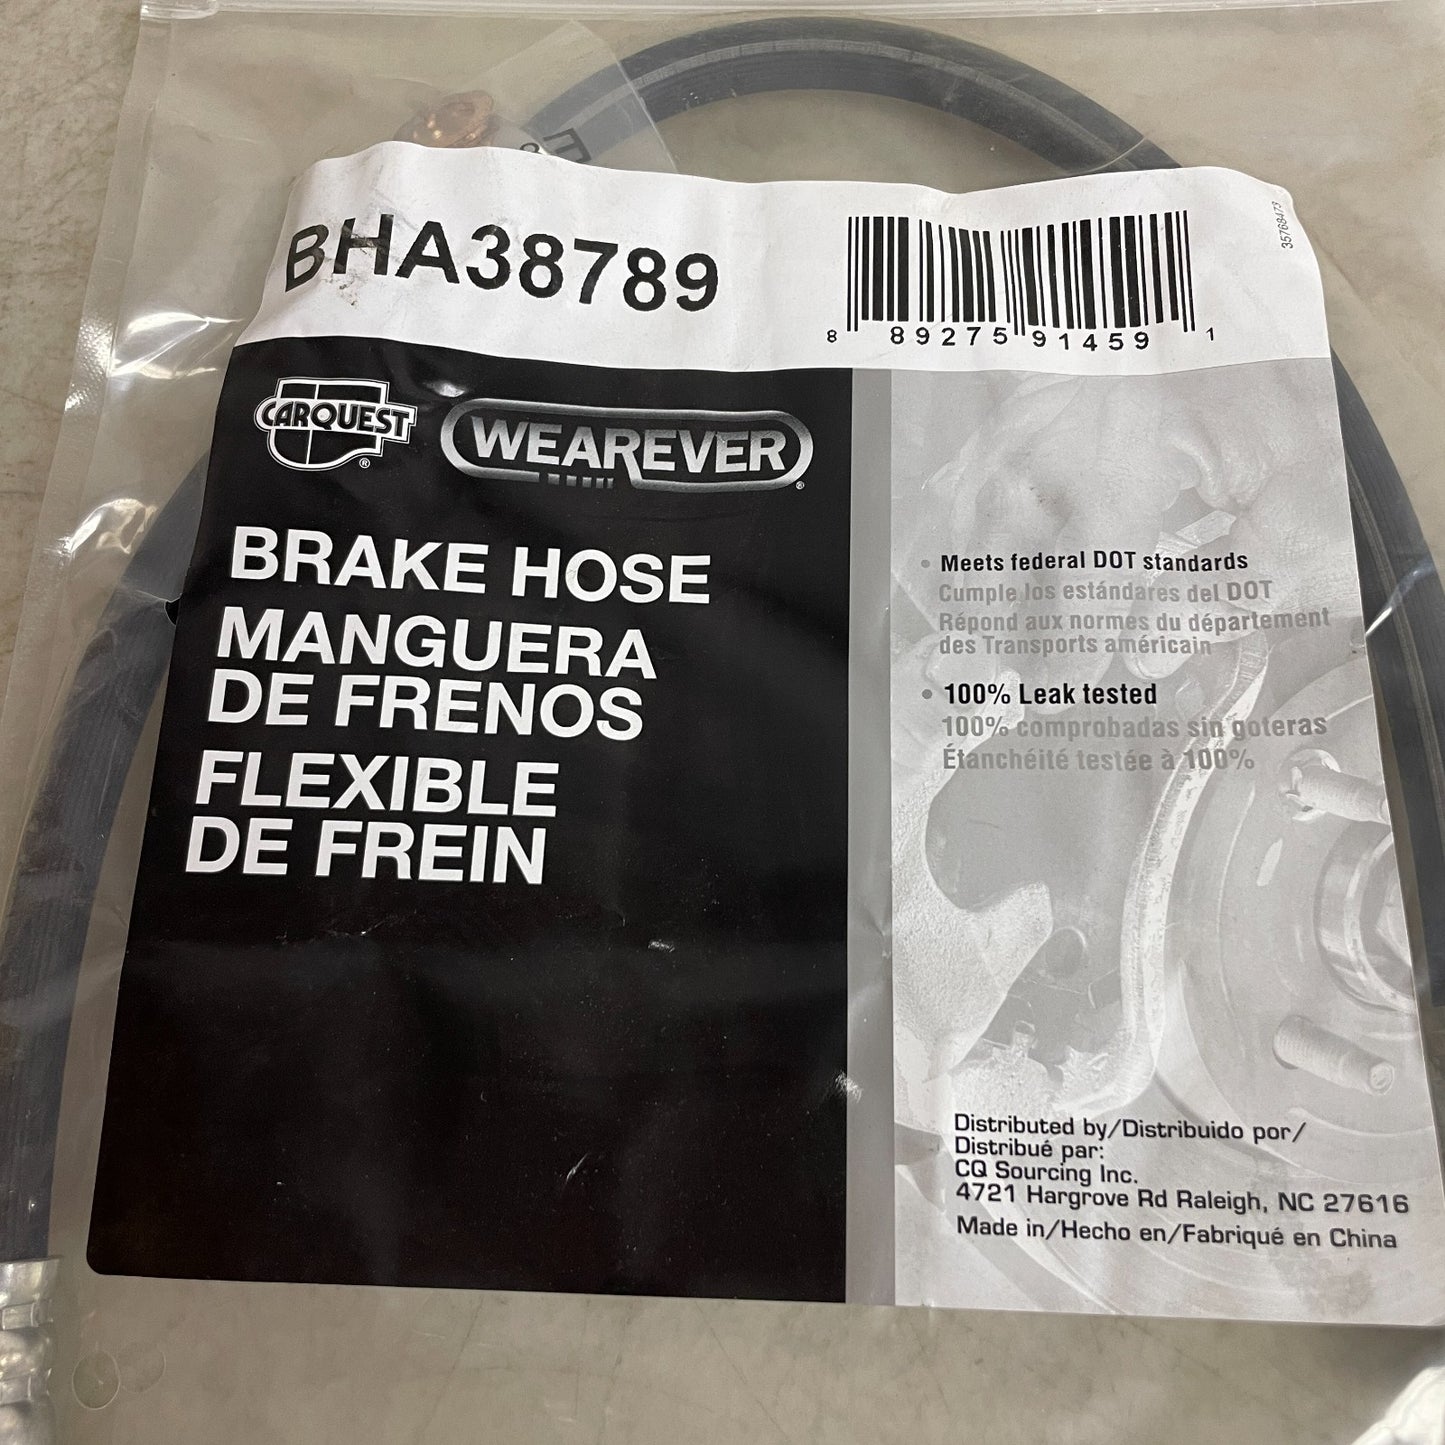 BHA38789
8 89275 91459 1
35768473
CARQUEST®
WEAREVER®
BRAKE HOSE
MANGUERA
DE FRENOS
FLEXIBLE
DE FREIN
• Meets federal DOT standards
Cumple los estándares del DOT
Répond aux normes du département
des Transports américain
• 100% Leak tested
100% comprobadas sin goteras
Étanchéité testée à 100%
Distributed by/Distribuido por/
Distribué par:
CQ Sourcing Inc.
4721 Hargrove Rd Raleigh, NC 27616
Made in/Hecho en/Fabriqué en China